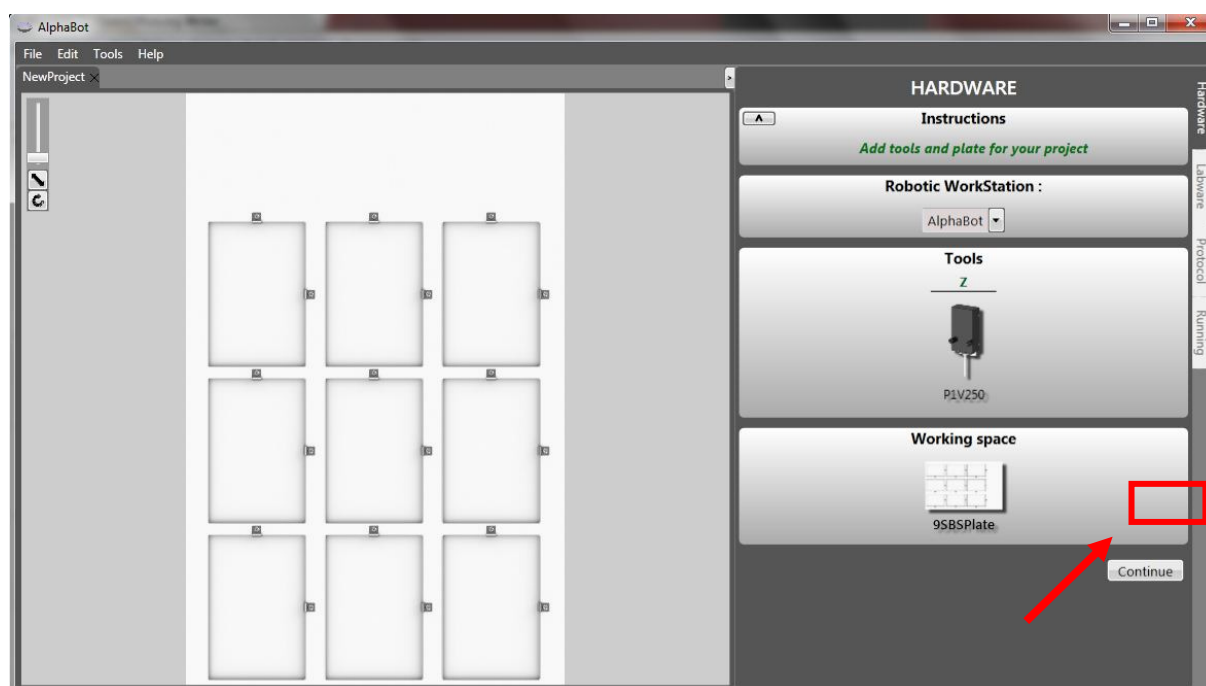 AlphaBot
File Edit Tools Help
NewProject
HARDWARE
Instructions
Add tools and plate for your project
Robotic WorkStation :
AlphaBot
Tools
Z
P1V250
Working space
9SBSPlate
Continue
Hardware
Labware
Protocol
Running